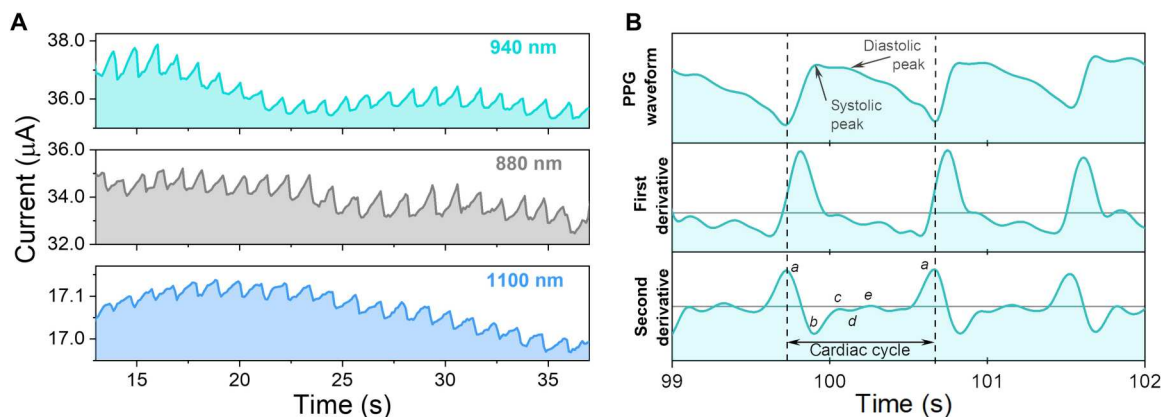 A
38.0
940 nm
36.0
36.0
880 nm
34.0
32.0
1100 nm
17.1
17.0
Current (μA)
15 20 25 30 35
Time (s)
B
PPG
waveform
Diastolic
peak
Systolic
peak
First
derivative
Second
derivative
a a
c e
b d
Cardiac cycle
99 100 101 102
Time (s)